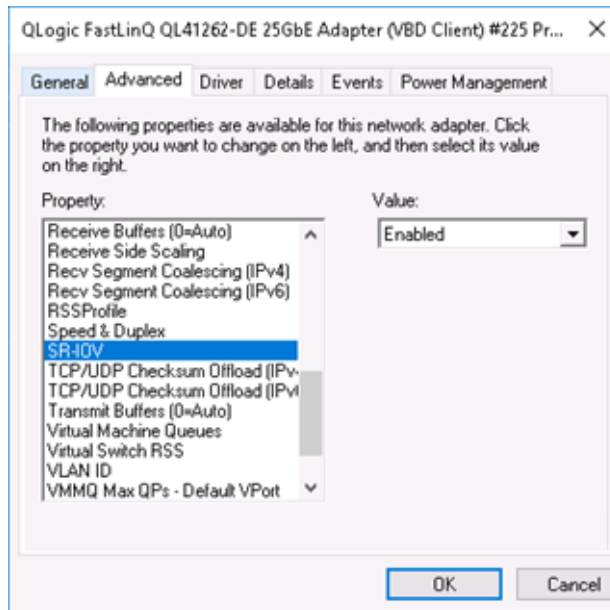 QLogic FastLinQ QL41262-DE 25GbE Adapter (VBD Client) #225 Pr...
General Advanced Driver Details Events Power Management
The following properties are available for this network adapter. Click
the property you want to change on the left, and then select its value
on the right.
Property:
Value:
Receive Buffers (0=Auto)
Receive Side Scaling
Recv Segment Coalescing (IPv4)
Recv Segment Coalescing (IPv6)
RSSProfile
Speed & Duplex
SR-IOV
TCP/UDP Checksum Offload (IPv
TCP/UDP Checksum Offload (IPv
Transmit Buffers (0=Auto)
Virtual Machine Queues
Virtual Switch RSS
VLAN ID
VMMQ Max QPs - Default VPort
Enabled
OK
Cancel